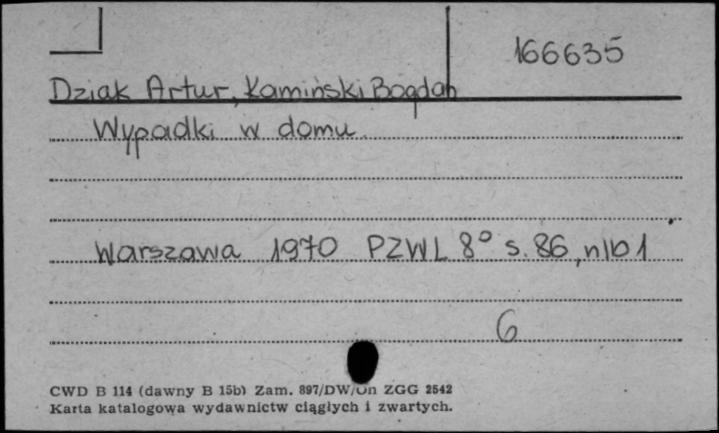 166635
Dziak Artur, Kamiński Bogdan
Wypadki w domu
Warszawa 1970 PZWL 8° s. 86, nlb 1
6
CWD B 114 (dawny B 15b) Zam. 897/DW/Un ZGG 2542
Karta katalogowa wydawnictw ciągłych i zwartych.